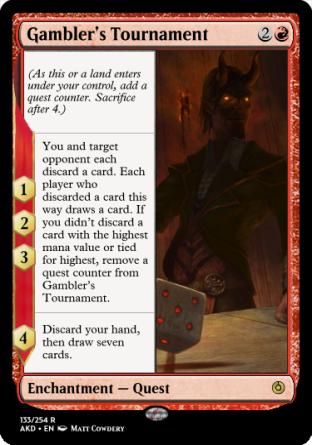 Gambler's Tournament 2
(As this or a land enters
under your control, add a
quest counter. Sacrifice
after 4.)
1
2
3
You and target
opponent each
discard a card. Each
player who
discarded a card this
way draws a card. If
you didn't discard a
card with the highest
mana value or tied
for highest, remove a
quest counter from
Gambler's
Tournament.
4
Discard your hand,
then draw seven
cards.
Enchantment — Quest
133/254 R
AKD • EN Matt Cowdery